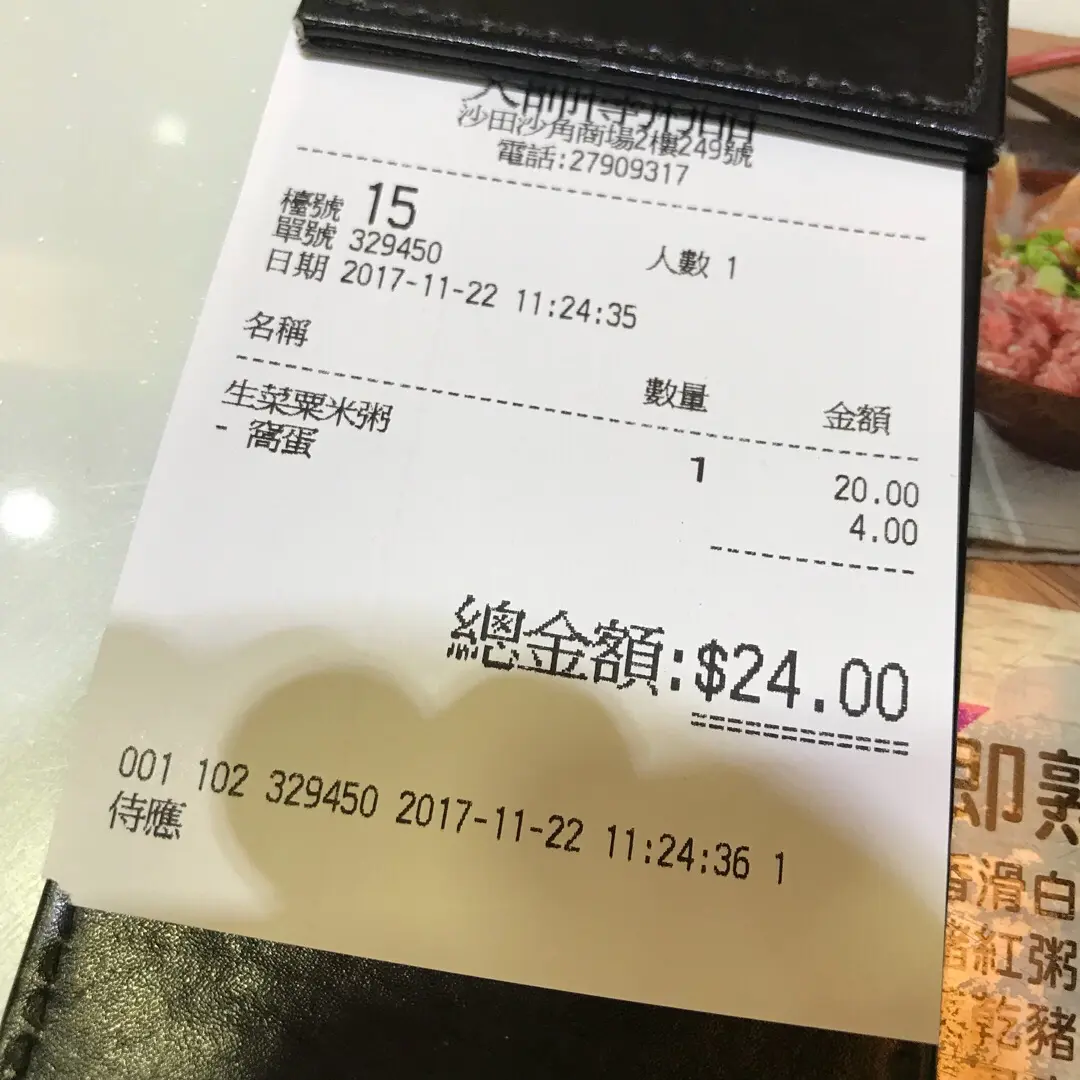 沙田沙角商場2樓249號
電話:27909317
檯號 15
人數 1
單號 329450
日期 2017-11-22 11:24:35
名稱 數量 金額
生菜粟米粥 1 20.00
- 窩蛋 4.00
總金額:$24.00
001 102 329450 2017-11-22 11:24:36 1
侍應
即烹
滑白
紅粥
乾豬